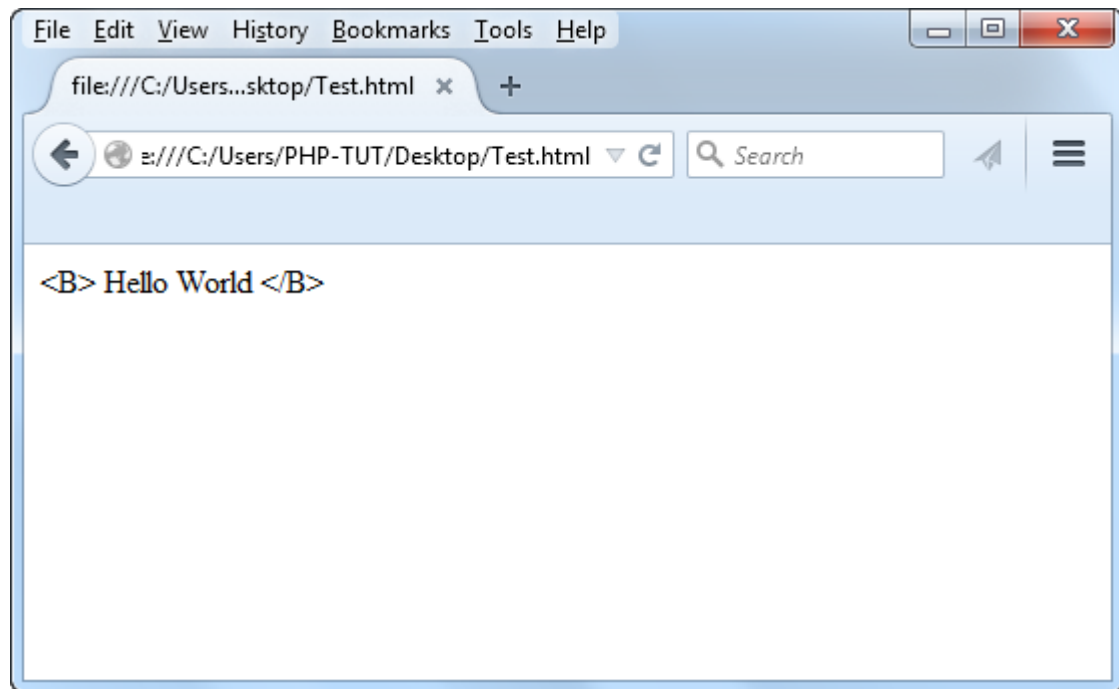 File Edit View History Bookmarks Tools Help
file:///C:/Users...sktop/Test.html
e:///C:/Users/PHP-TUT/Desktop/Test.html Search
<B> Hello World </B>